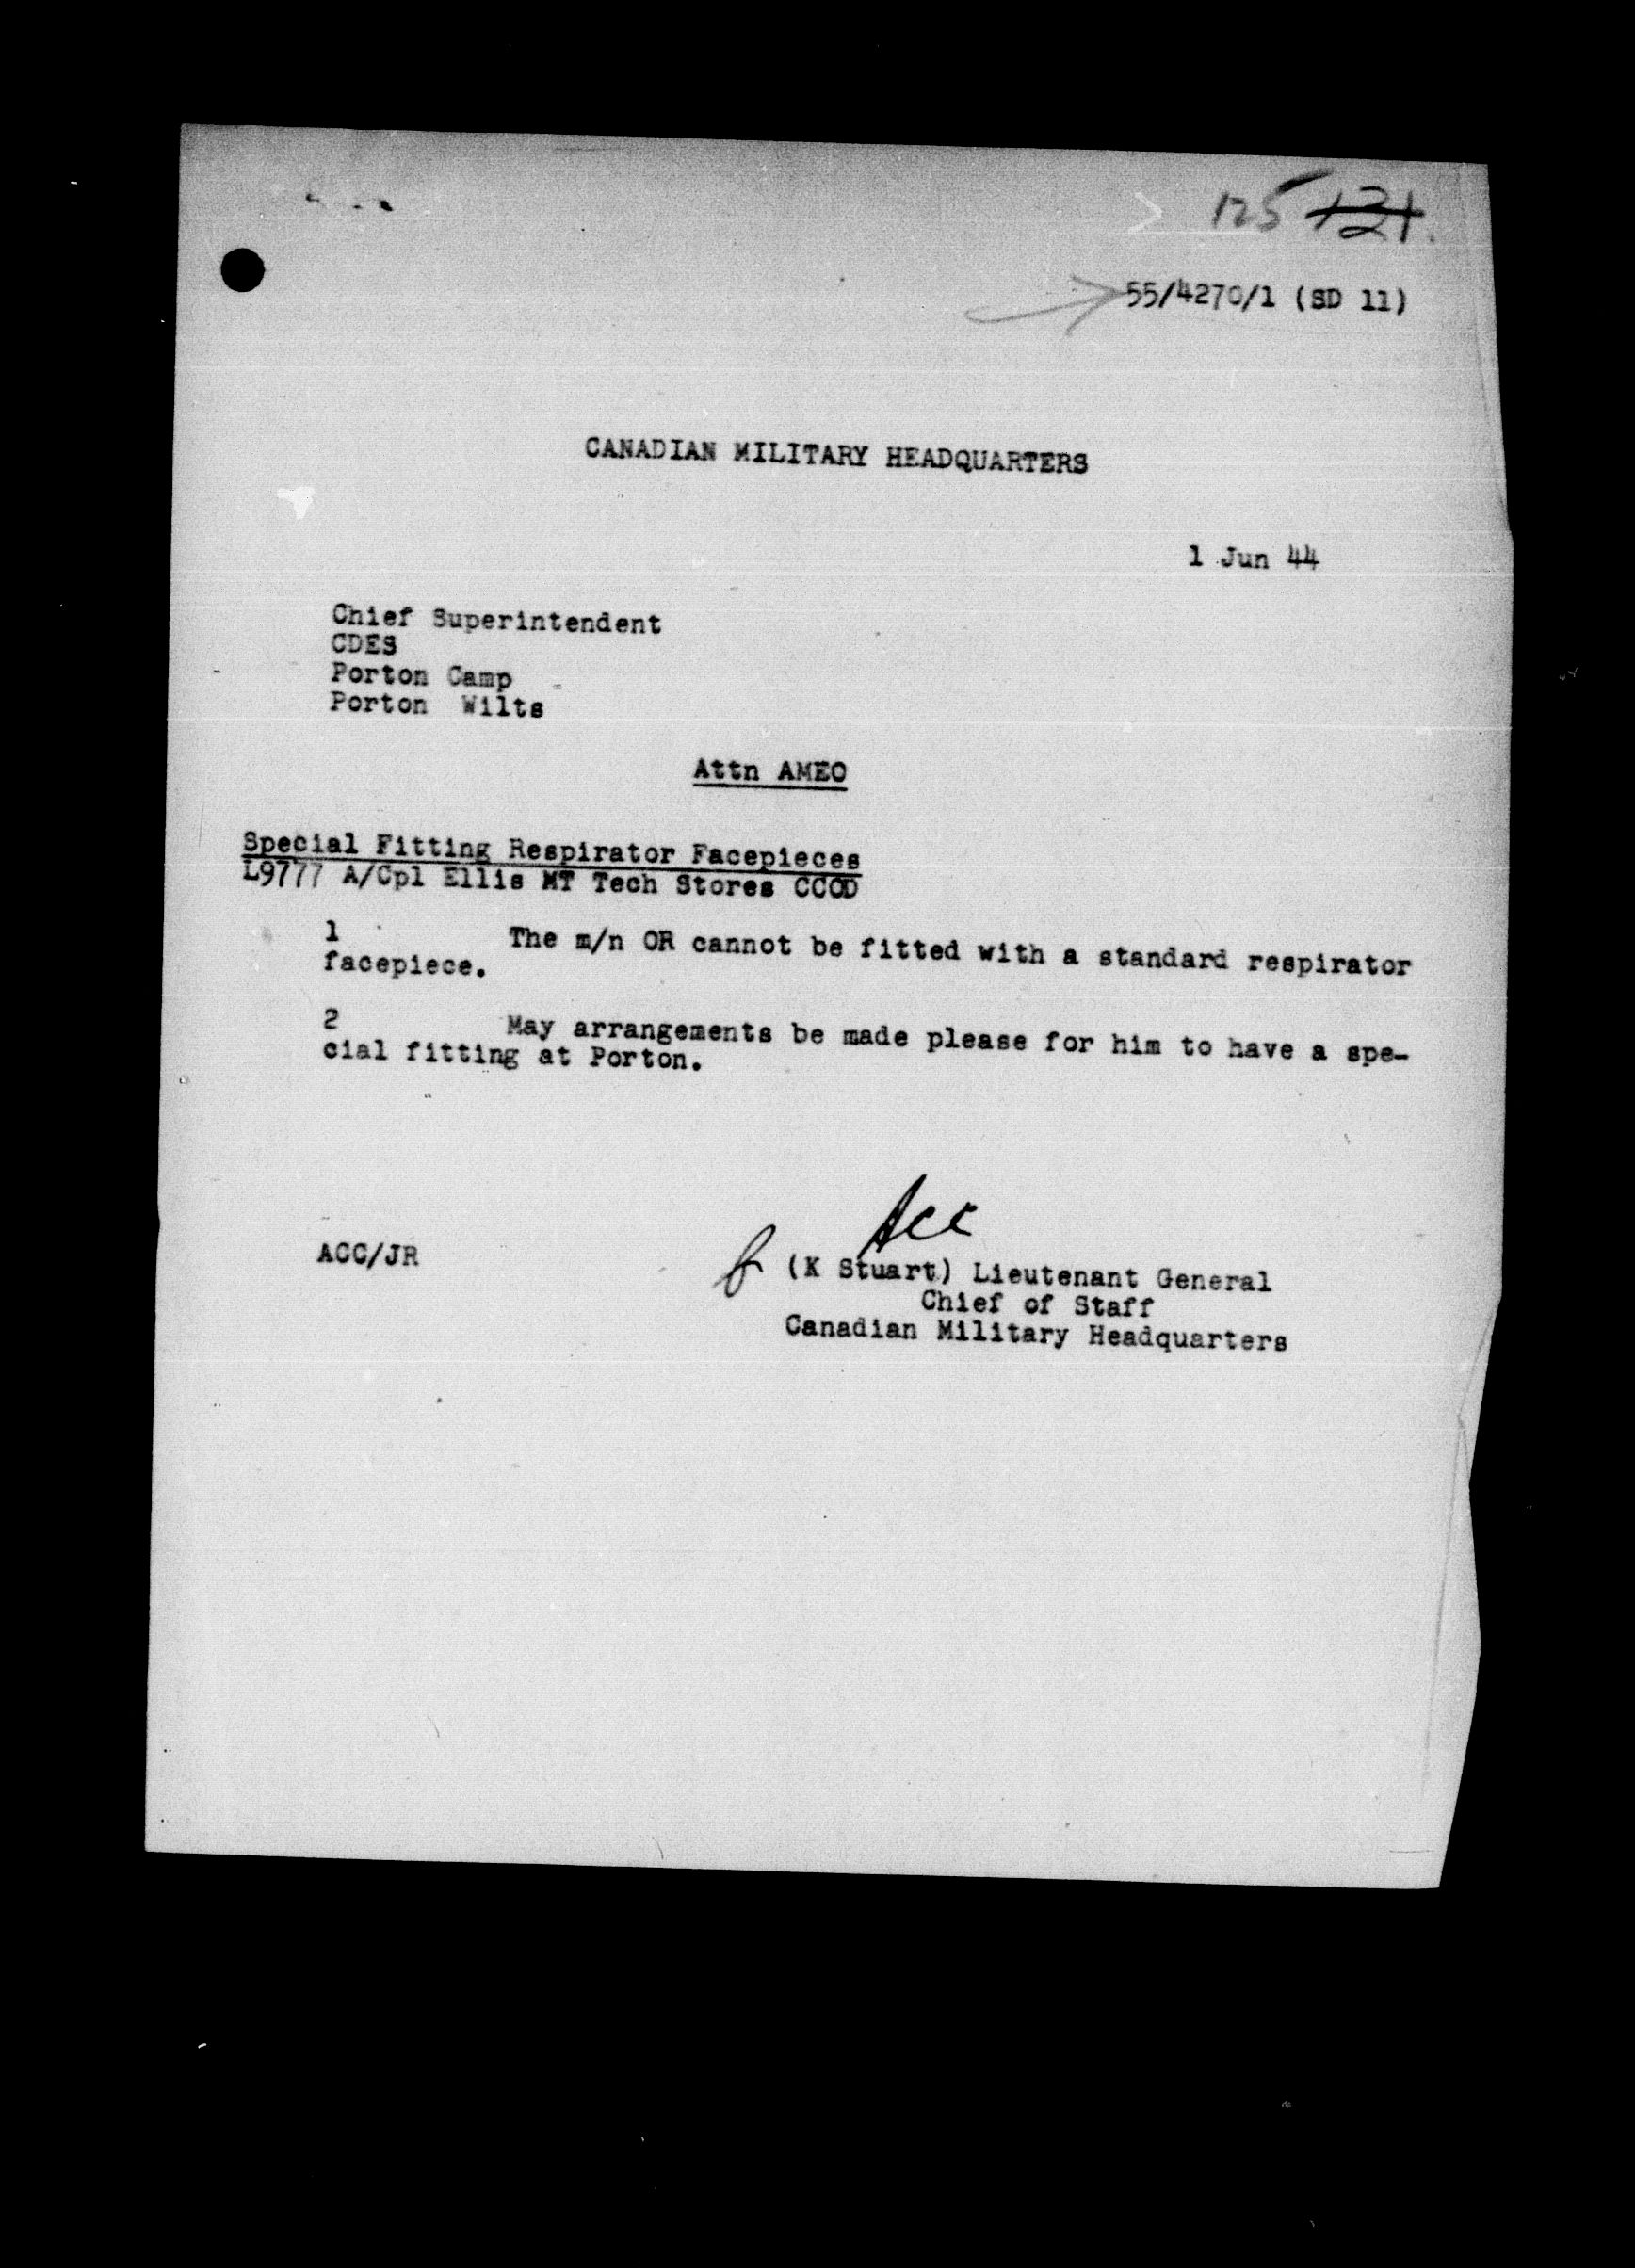 125 121.
55/4270/1 (SD 11)
CANADIAN MILITARY HEADQUARTERS
1 Jun 44
Chief Superintendent
CDES
Porton Camp
Porton Wilts
Attn AMEO
Special Fitting Respirator Facepieces
L9777 A/Cpl Ellis MT Tech Stores CCOD
1 The m/n OR cannot be fitted with a standard respirator
facepiece.
2 May arrangements be made please for him to have a spe-
cial fitting at Porton.
Acc
ACC/JR
(K Stuart) Lieutenant General
Chief of Staff
Canadian Military Headquarters